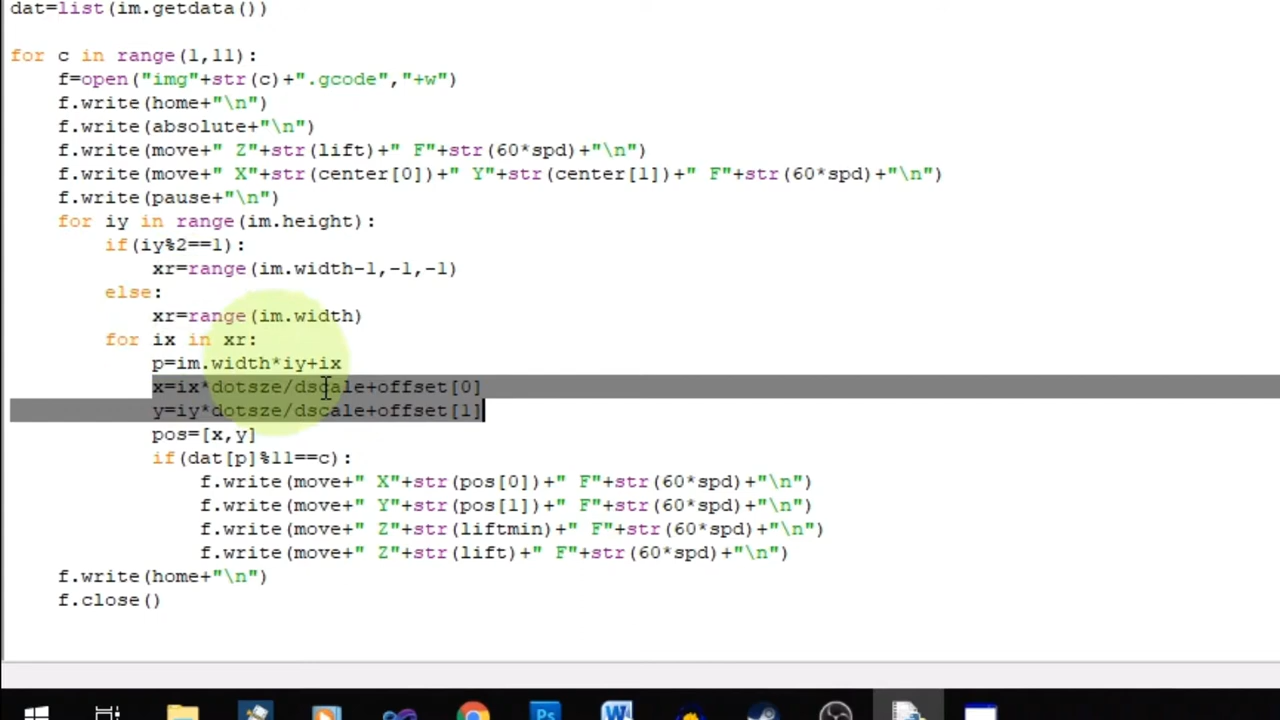 dat=list(im.getdata())
for c in range(1,11):
    f=open("img"+str(c)+".gcode","+w")
    f.write(home+"\n")
    f.write(absolute+"\n")
    f.write(move+" Z"+str(lift)+" F"+str(60*spd)+"\n")
    f.write(move+" X"+str(center[0])+" Y"+str(center[1])+" F"+str(60*spd)+"\n")
    f.write(pause+"\n")
    for iy in range(im.height):
        if(iy%2==1):
            xr=range(im.width-1,-1,-1)
        else:
            xr=range(im.width)
        for ix in xr:
            p=im.width*iy+ix
            x=ix*dotsze/dscale+offset[0]
            y=iy*dotsze/dscale+offset[1]
            pos=[x,y]
            if(dat[p]%11==c):
                f.write(move+" X"+str(pos[0])+" F"+str(60*spd)+"\n")
                f.write(move+" Y"+str(pos[1])+" F"+str(60*spd)+"\n")
                f.write(move+" Z"+str(liftmin)+" F"+str(60*spd)+"\n")
                f.write(move+" Z"+str(lift)+" F"+str(60*spd)+"\n")
    f.write(home+"\n")
    f.close()
Ps
W